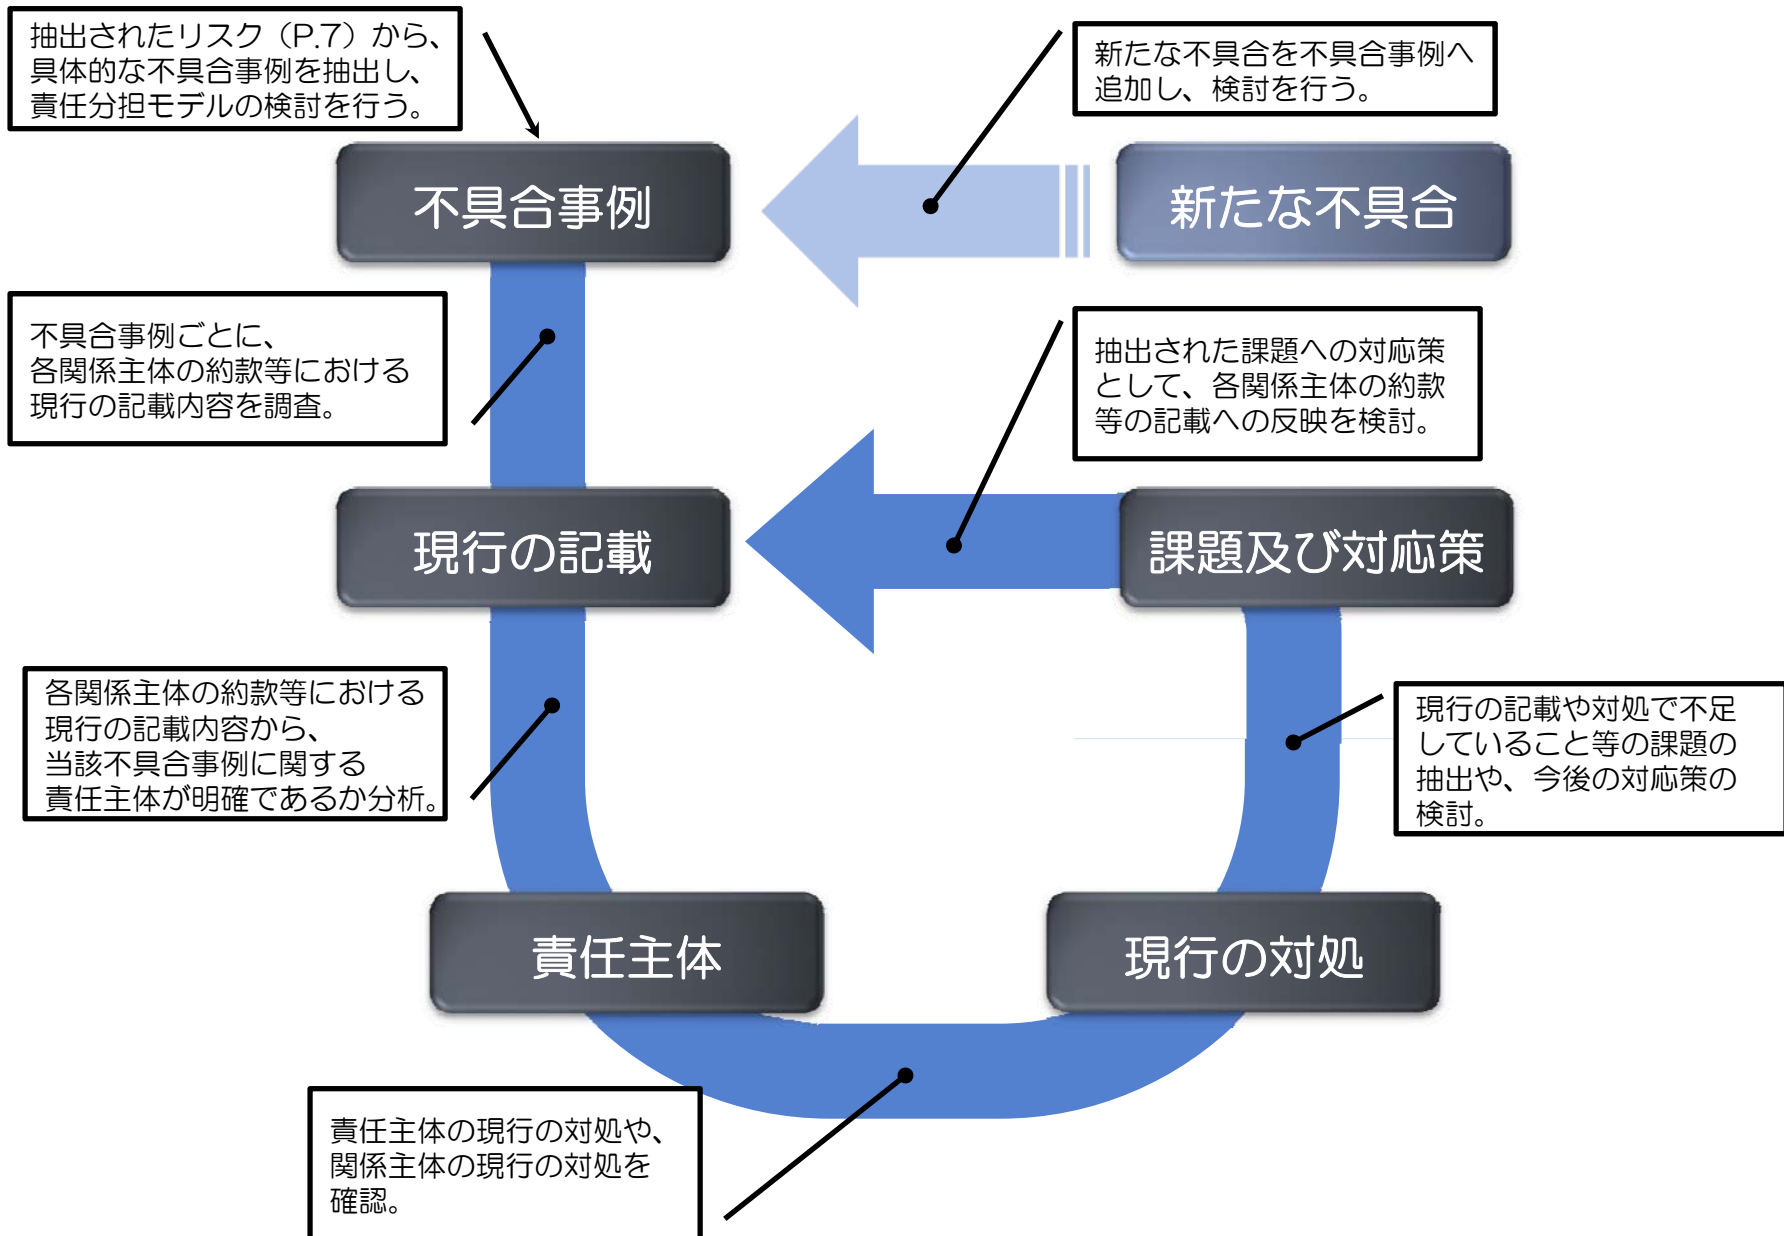 抽出されたリスク（P.7）から、
具体的な不具合事例を抽出し、
責任分担モデルの検討を行う。
新たな不具合を不具合事例へ
追加し、検討を行う。
不具合事例
新たな不具合
不具合事例ごとに、
各関係主体の約款等における
現行の記載内容を調査。
抽出された課題への対応策
として、各関係主体の約款
等の記載への反映を検討。
現行の記載
課題及び対応策
各関係主体の約款等における
現行の記載内容から、
当該不具合事例に関する
責任主体が明確であるか分析。
現行の記載や対処で不足
していること等の課題の
抽出や、今後の対応策の
検討。
責任主体
現行の対処
責任主体の現行の対処や、
関係主体の現行の対処を
確認。